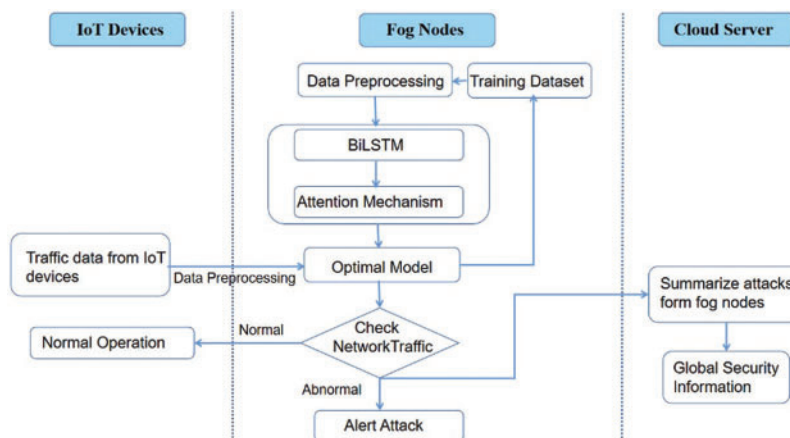 IoT Devices
Fog Nodes
Cloud Server
Data Preprocessing
Training Dataset
BiLSTM
Attention Mechanism
Traffic data from IoT
devices
Data Preprocessing
Optimal Model
Summarize attacks
form fog nodes
Normal Operation
Normal
Check
NetworkTraffic
Global Security
Information
Abnormal
Alert Attack